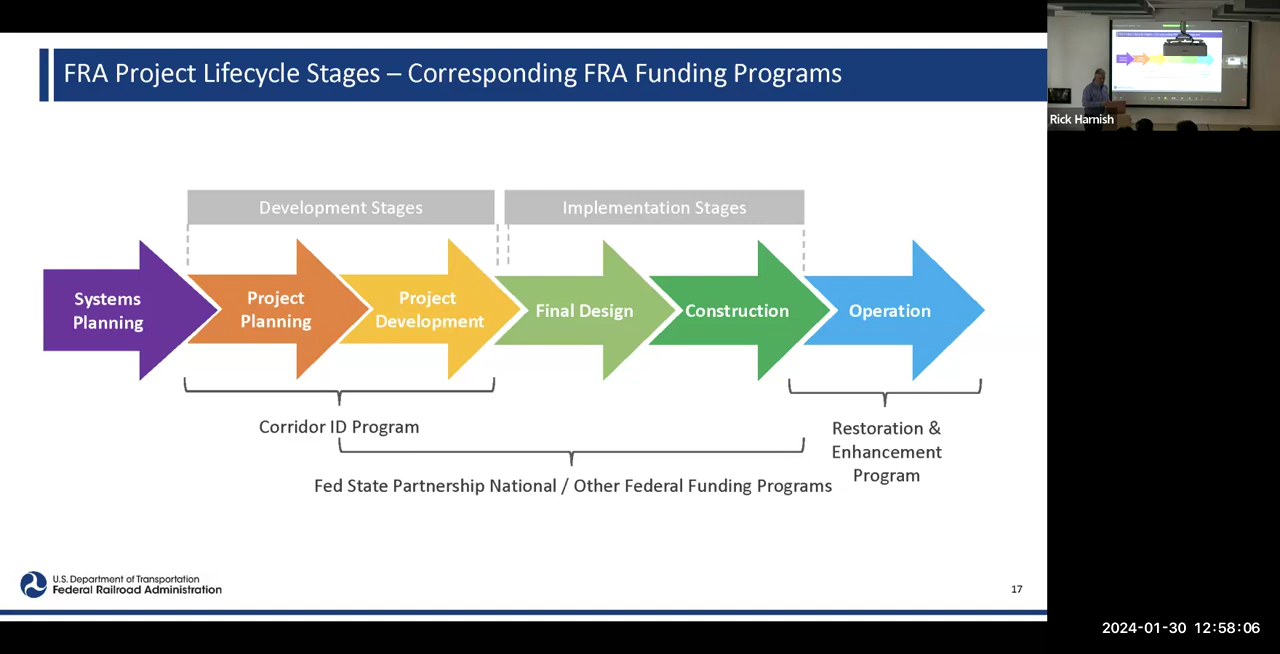 FRA Project Lifecycle Stages – Corresponding FRA Funding Programs
Rick Harnish
Development Stages
Implementation Stages
Systems
Planning
Project
Planning
Project
Development
Final Design
Construction
Operation
Corridor ID Program
Restoration &
Enhancement
Program
Fed State Partnership National / Other Federal Funding Programs
U.S. Department of Transportation
Federal Railroad Administration
17
2024-01-30 12:58:06